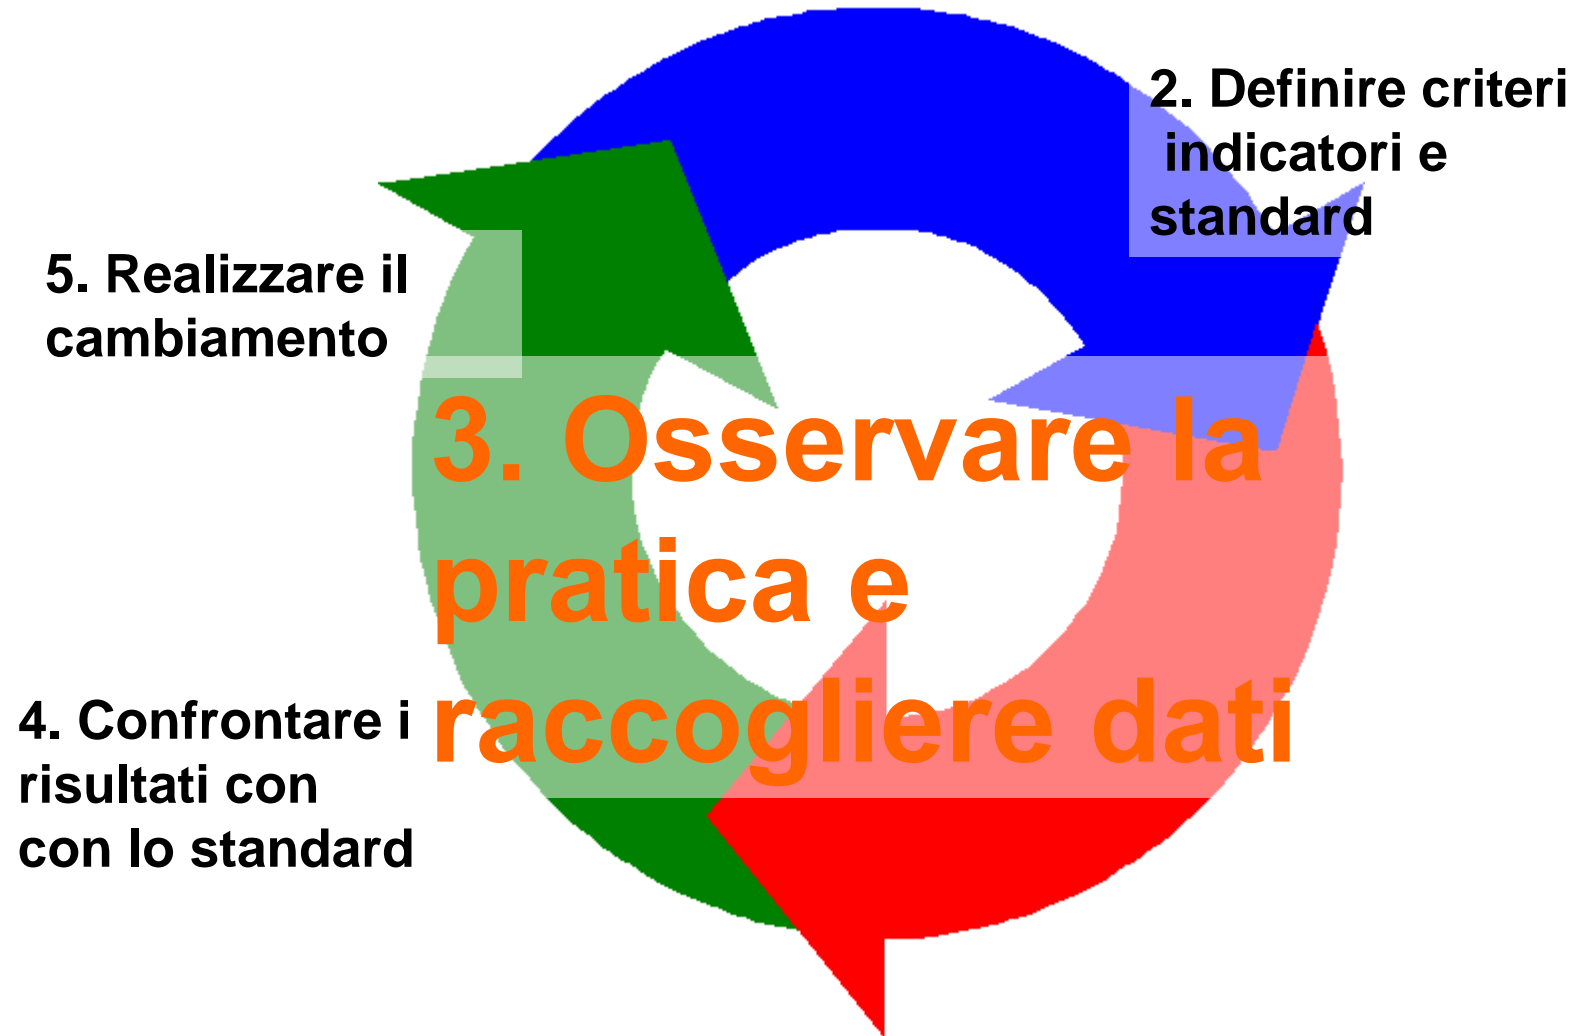 2. Definire criteri
indicatori e
standard
5. Realizzare il
cambiamento
3. Osservare la
pratica e
raccogliere dati
4. Confrontare i
risultati con
con lo standard